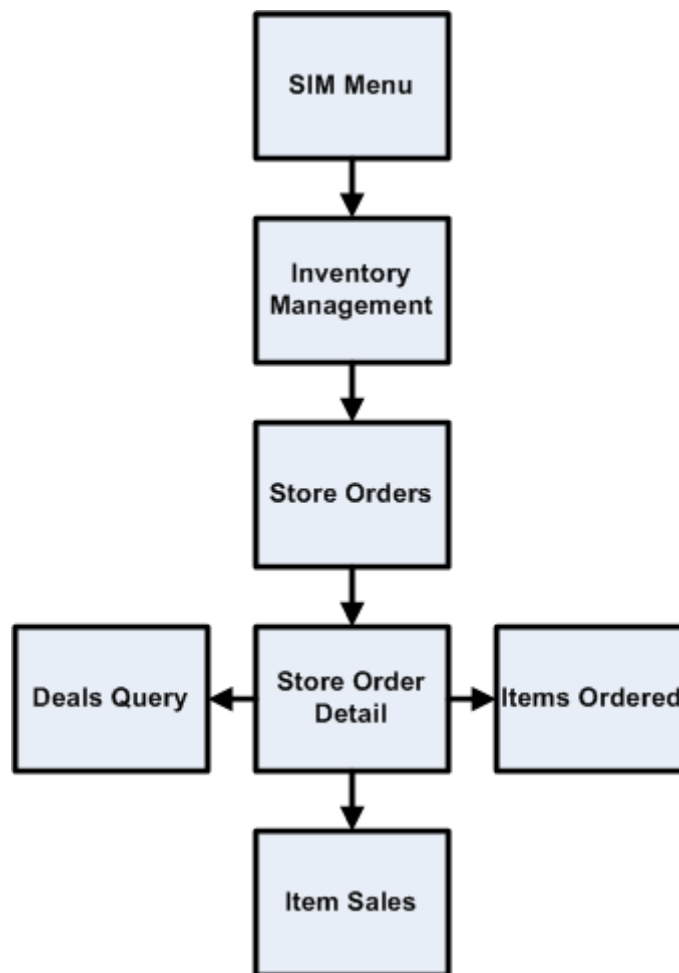 SIM Menu
Inventory
Management
Store Orders
Deals Query
Store Order
Detail
Items Ordered
Item Sales